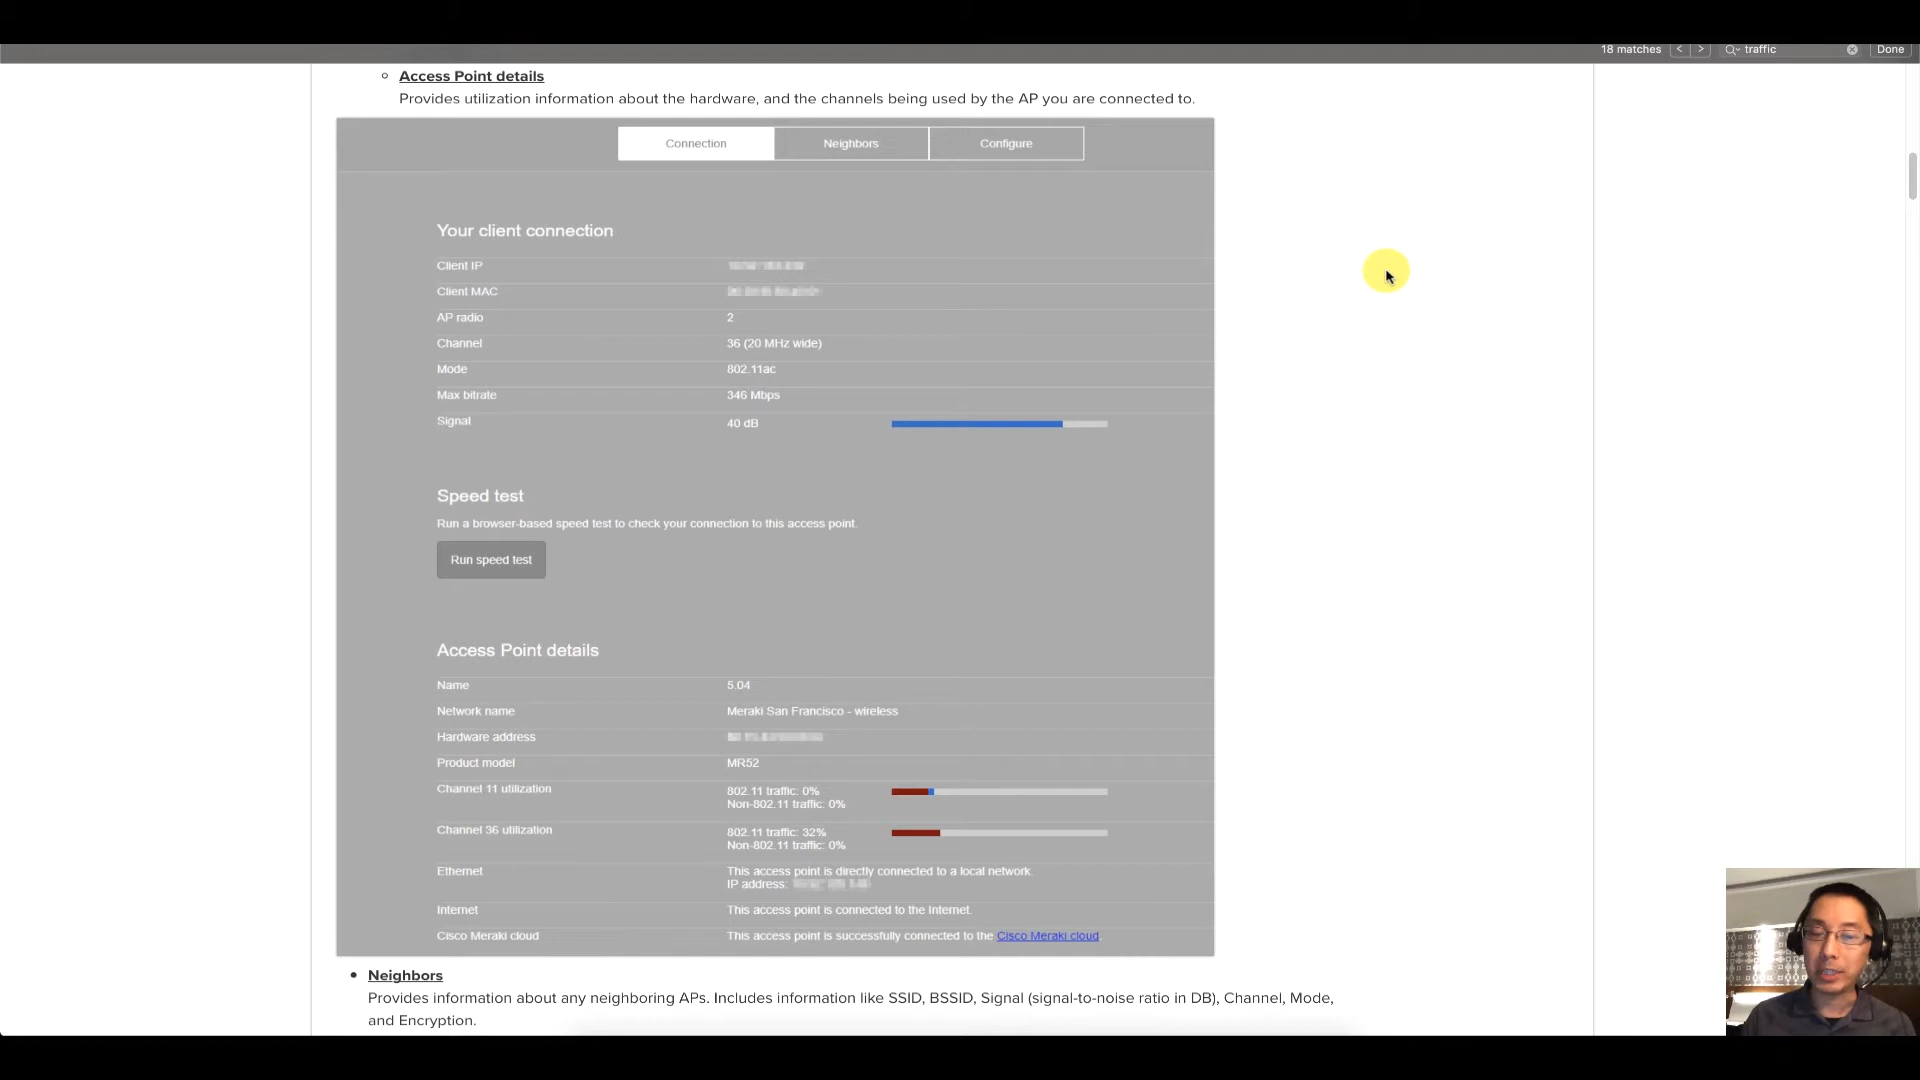 18 matches < > traffic Done
Access Point details
Provides utilization information about the hardware, and the channels being used by the AP you are connected to.
Connection Neighbors Configure
Your client connection
Client IP
Client MAC
AP radio 2
Channel 36 (20 MHz wide)
Mode 802.11ac
Max bitrate 346 Mbps
Signal 40 dB
Speed test
Run a browser-based speed test to check your connection to this access point.
Run speed test
Access Point details
Name 5.04
Network name Meraki San Francisco - wireless
Hardware address
Product model MR52
Channel 11 utilization 802.11 traffic: 0%
Non-802.11 traffic: 0%
Channel 36 utilization 802.11 traffic: 32%
Non-802.11 traffic: 0%
Ethernet This access point is directly connected to a local network.
IP address:
Internet This access point is connected to the Internet.
Cisco Meraki cloud This access point is successfully connected to the Cisco Meraki cloud.
Neighbors
Provides information about any neighboring APs. Includes information like SSID, BSSID, Signal (signal-to-noise ratio in DB), Channel, Mode,
and Encryption.